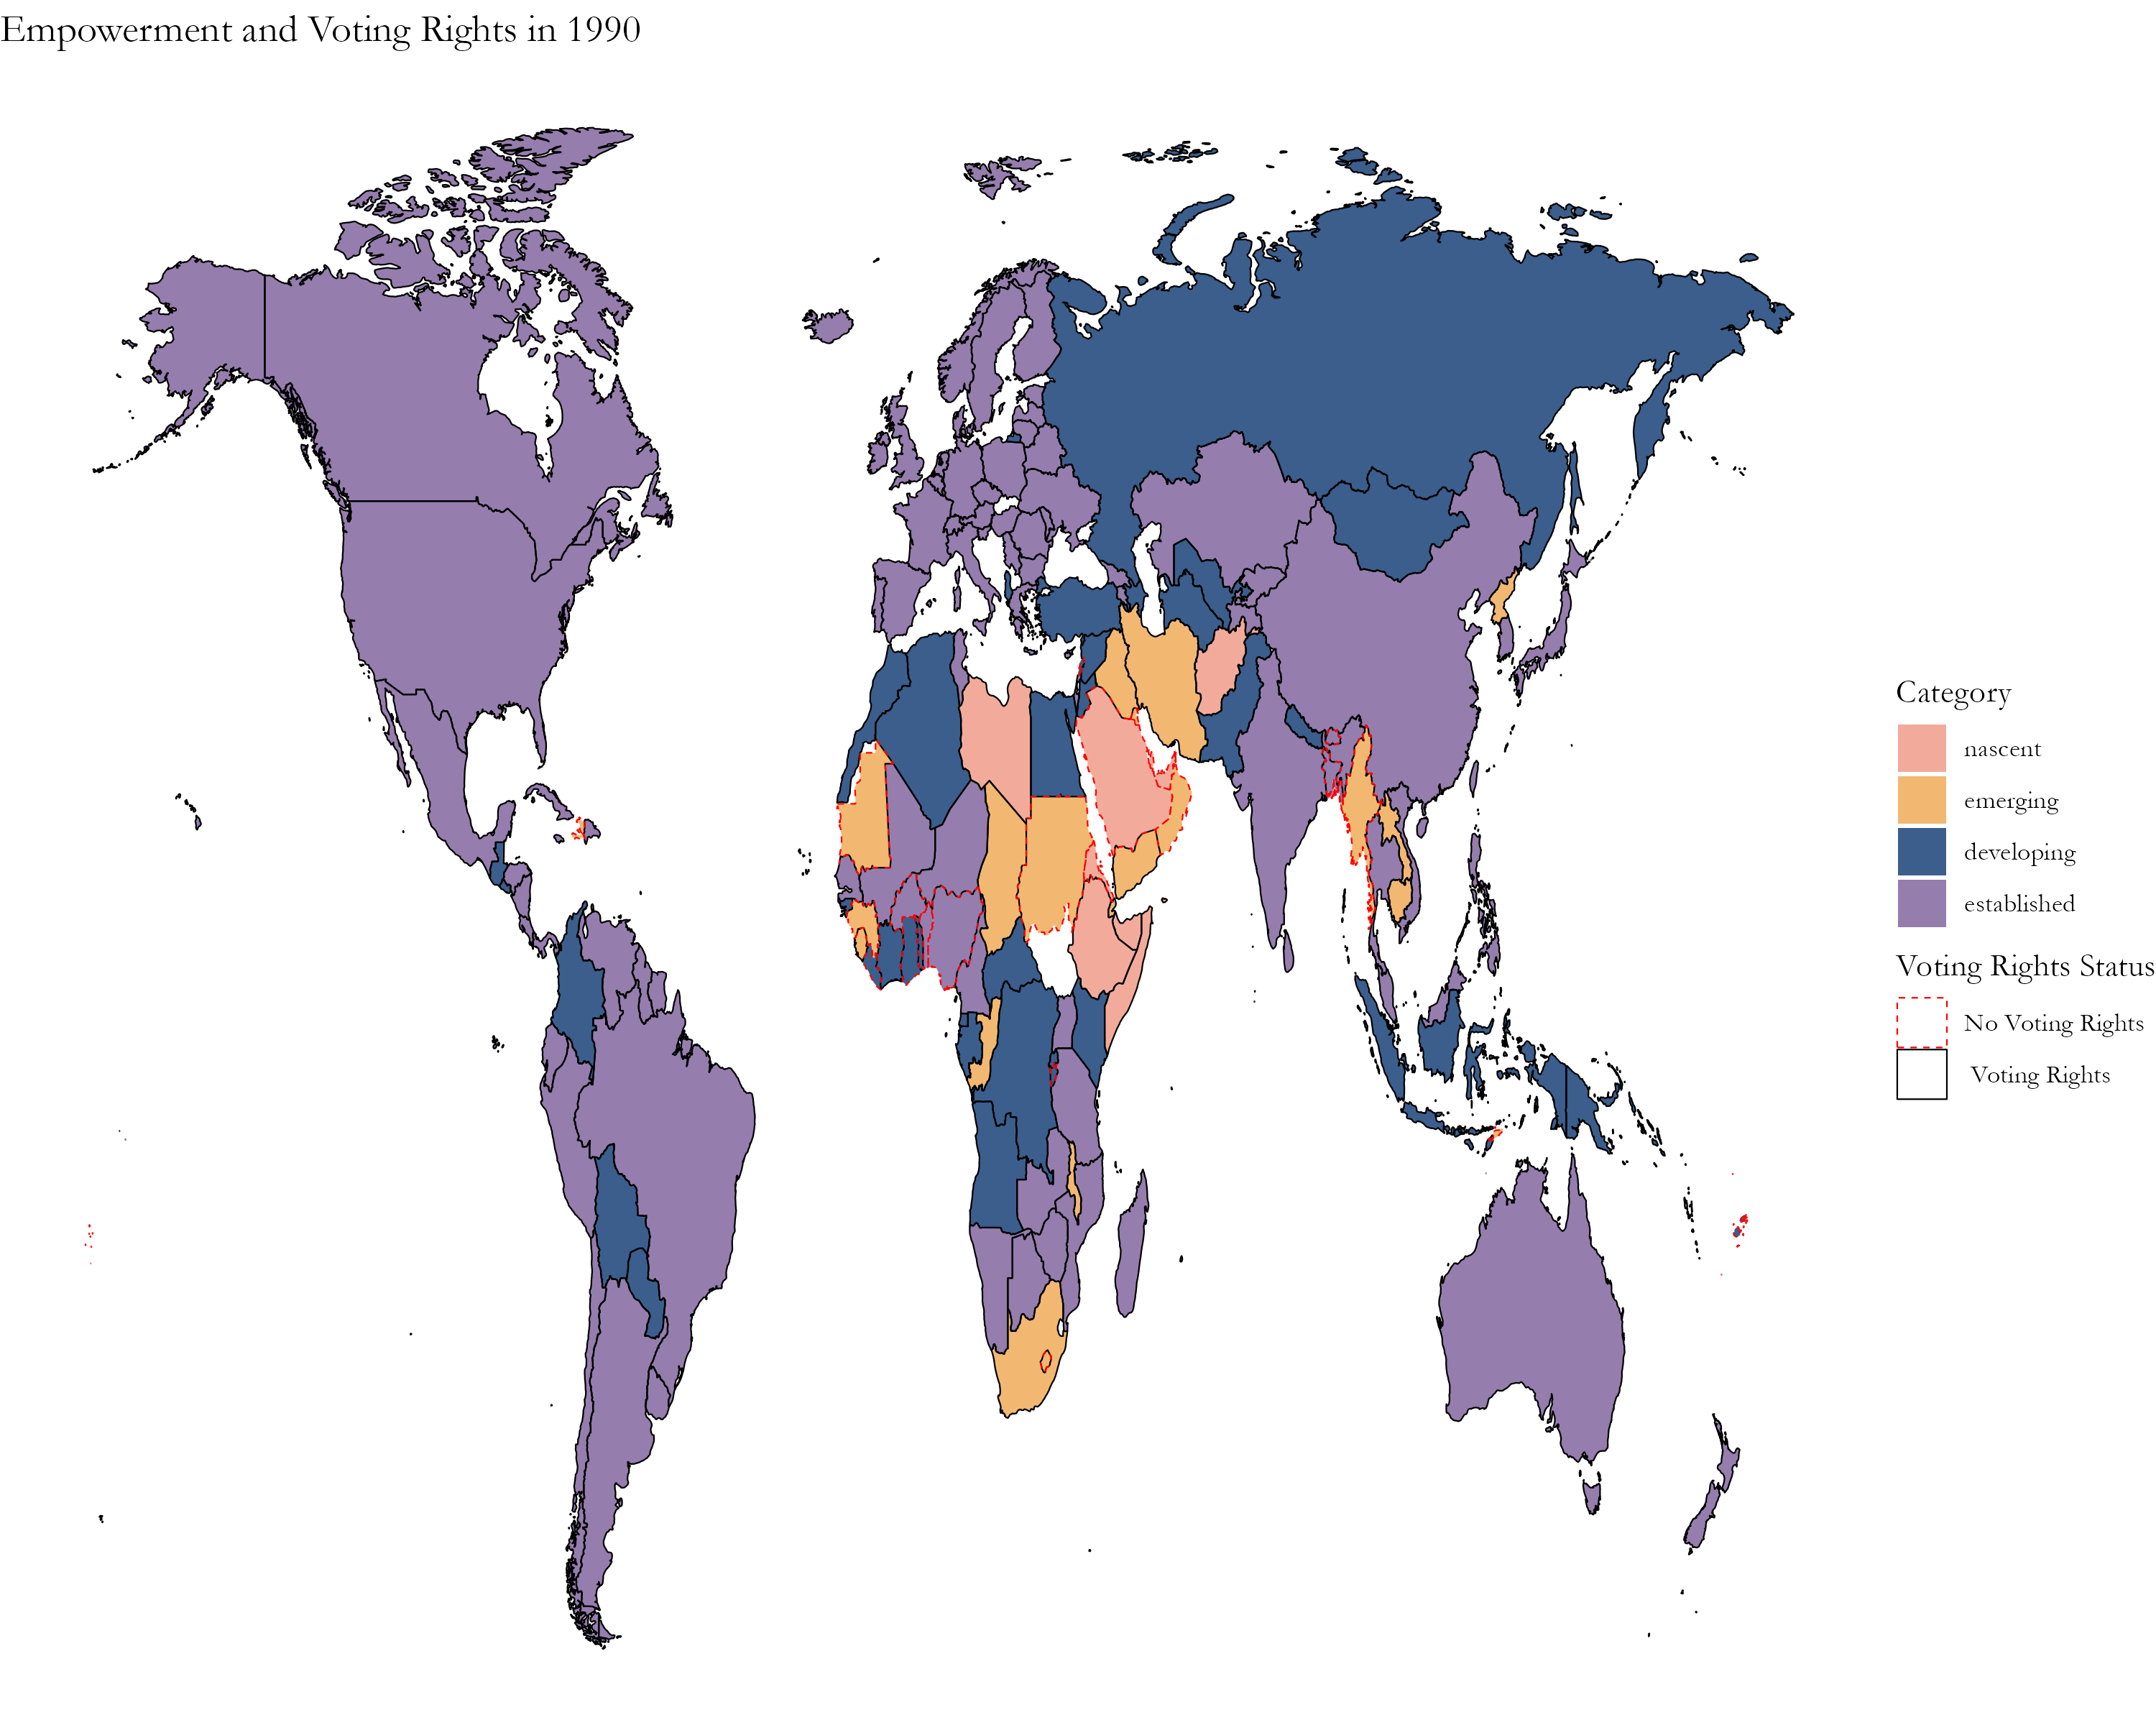 Empowerment and Voting Rights in 1990
Category
nascent
emerging
developing
established
Voting Rights Status
No Voting Rights
Voting Rights